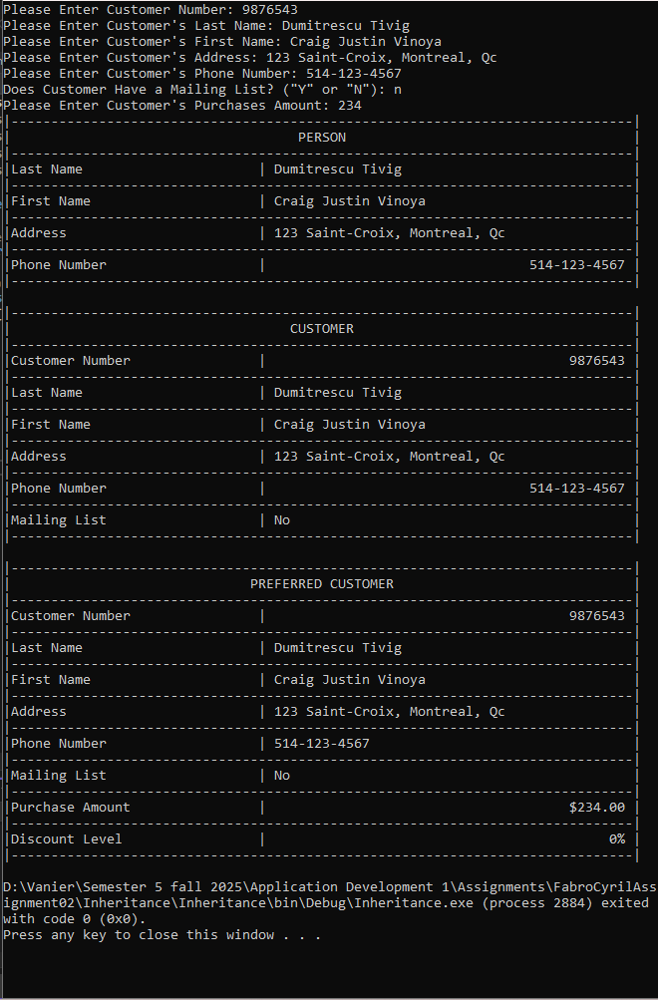 Please Enter Customer Number: 9876543
Please Enter Customer's Last Name: Dumitrescu Tivig
Please Enter Customer's First Name: Craig Justin Vinoya
Please Enter Customer's Address: 123 Saint-Croix, Montreal, Qc
Please Enter Customer's Phone Number: 514-123-4567
Does Customer Have a Mailing List? ("Y" or "N"): n
Please Enter Customer's Purchases Amount: 234
|------------------------------------------------------------------------------|
| PERSON |
|------------------------------------------------------------------------------|
|Last Name | Dumitrescu Tivig |
|------------------------------------------------------------------------------|
|First Name | Craig Justin Vinoya |
|------------------------------------------------------------------------------|
|Address | 123 Saint-Croix, Montreal, Qc |
|------------------------------------------------------------------------------|
|Phone Number | 514-123-4567 |
|------------------------------------------------------------------------------|
|------------------------------------------------------------------------------|
| CUSTOMER |
|------------------------------------------------------------------------------|
|Customer Number | 9876543 |
|------------------------------------------------------------------------------|
|Last Name | Dumitrescu Tivig |
|------------------------------------------------------------------------------|
|First Name | Craig Justin Vinoya |
|------------------------------------------------------------------------------|
|Address | 123 Saint-Croix, Montreal, Qc |
|------------------------------------------------------------------------------|
|Phone Number | 514-123-4567 |
|------------------------------------------------------------------------------|
|Mailing List | No |
|------------------------------------------------------------------------------|
|------------------------------------------------------------------------------|
| PREFERRED CUSTOMER |
|------------------------------------------------------------------------------|
|Customer Number | 9876543 |
|------------------------------------------------------------------------------|
|Last Name | Dumitrescu Tivig |
|------------------------------------------------------------------------------|
|First Name | Craig Justin Vinoya |
|------------------------------------------------------------------------------|
|Address | 123 Saint-Croix, Montreal, Qc |
|------------------------------------------------------------------------------|
|Phone Number | 514-123-4567 |
|------------------------------------------------------------------------------|
|Mailing List | No |
|------------------------------------------------------------------------------|
|Purchase Amount | $234.00 |
|------------------------------------------------------------------------------|
|Discount Level | 0% |
|------------------------------------------------------------------------------|
D:\Vanier\Semester 5 fall 2025\Application Development 1\Assignments\FabroCyrilAss
ignment02\Inheritance\Inheritance\bin\Debug\Inheritance.exe (process 2884) exited
with code 0 (0x0).
Press any key to close this window . . .